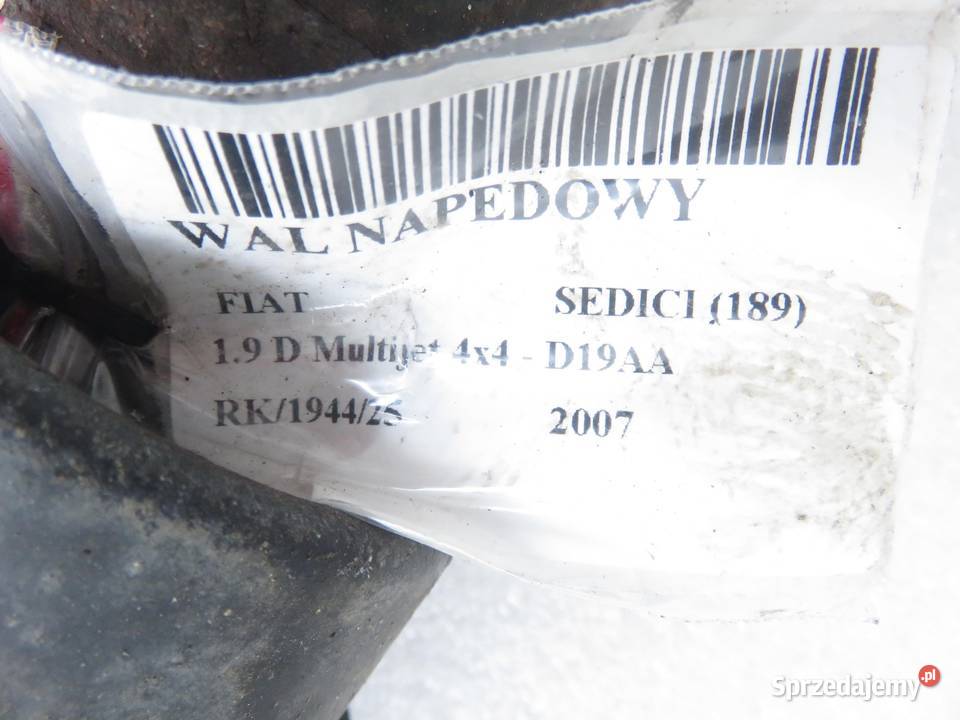 WAL NAPEDOWY
FIAT SEDICI (189)
1.9 D Multijet 4x4 - D19AA
RK/1944/25 2007
Sprzedajemy.pl